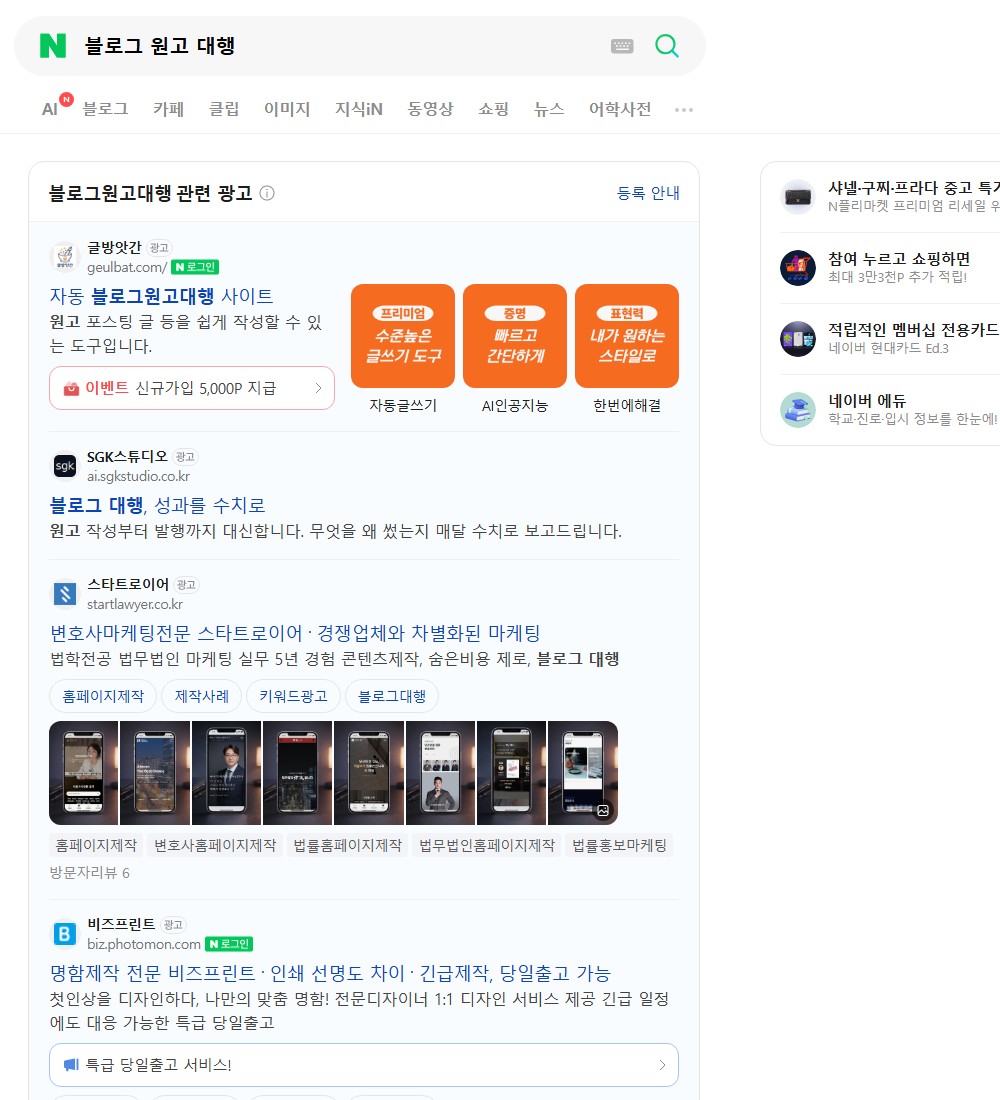 블로그 원고 대행
AI N 블로그 카페 클립 이미지 지식iN 동영상 쇼핑 뉴스 어학사전
블로그원고대행 관련 광고
등록 안내
글방앗간 광고
geulbat.com/ N 로그인
자동 블로그원고대행 사이트
원고 포스팅 글 등을 쉽게 작성할 수 있
는 도구입니다.
이벤트 신규가입 5,000P 지급
프리미엄
수준높은
글쓰기 도구
자동글쓰기
증명
빠르고
간단하게
AI인공지능
표현력
내가 원하는
스타일로
한번에해결
sgk
SGK스튜디오 광고
ai.sgkstudio.co.kr
블로그 대행, 성과를 수치로
원고 작성부터 발행까지 대신합니다. 무엇을 왜 썼는지 매달 수치로 보고드립니다.
스타트로이어 광고
startlawyer.co.kr
변호사마케팅전문 스타트로이어 · 경쟁업체와 차별화된 마케팅
법학전공 법무법인 마케팅 실무 5년 경험 콘텐츠제작, 숨은비용 제로, 블로그 대행
홈페이지제작 제작사례 키워드광고 블로그대행
홈페이지제작 변호사홈페이지제작 법률홈페이지제작 법무법인홈페이지제작 법률홍보마케팅
방문자리뷰 6
B
비즈프린트 광고
biz.photomon.com N 로그인
명함제작 전문 비즈프린트 · 인쇄 선명도 차이 · 긴급제작, 당일출고 가능
첫인상을 디자인하다, 나만의 맞춤 명함! 전문디자이너 1:1 디자인 서비스 제공 긴급 일정
에도 대응 가능한 특급 당일출고
특급 당일출고 서비스!
샤넬·구찌·프라다 중고 특가
N플리마켓 프리미엄 리세일 위
참여 누르고 쇼핑하면
최대 3만3천P 추가 적립!
적립적인 멤버십 전용카드
네이버 현대카드 Ed.3
네이버 에듀
학교·진로·입시 정보를 한눈에!